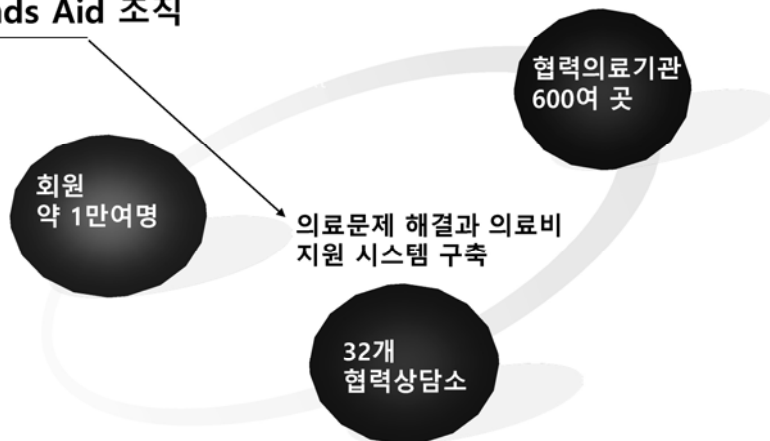 Aid 조직
협력의료기관
600여 곳
회원
약 1만여명
의료문제 해결과 의료비
지원 시스템 구축
32개
협력상담소